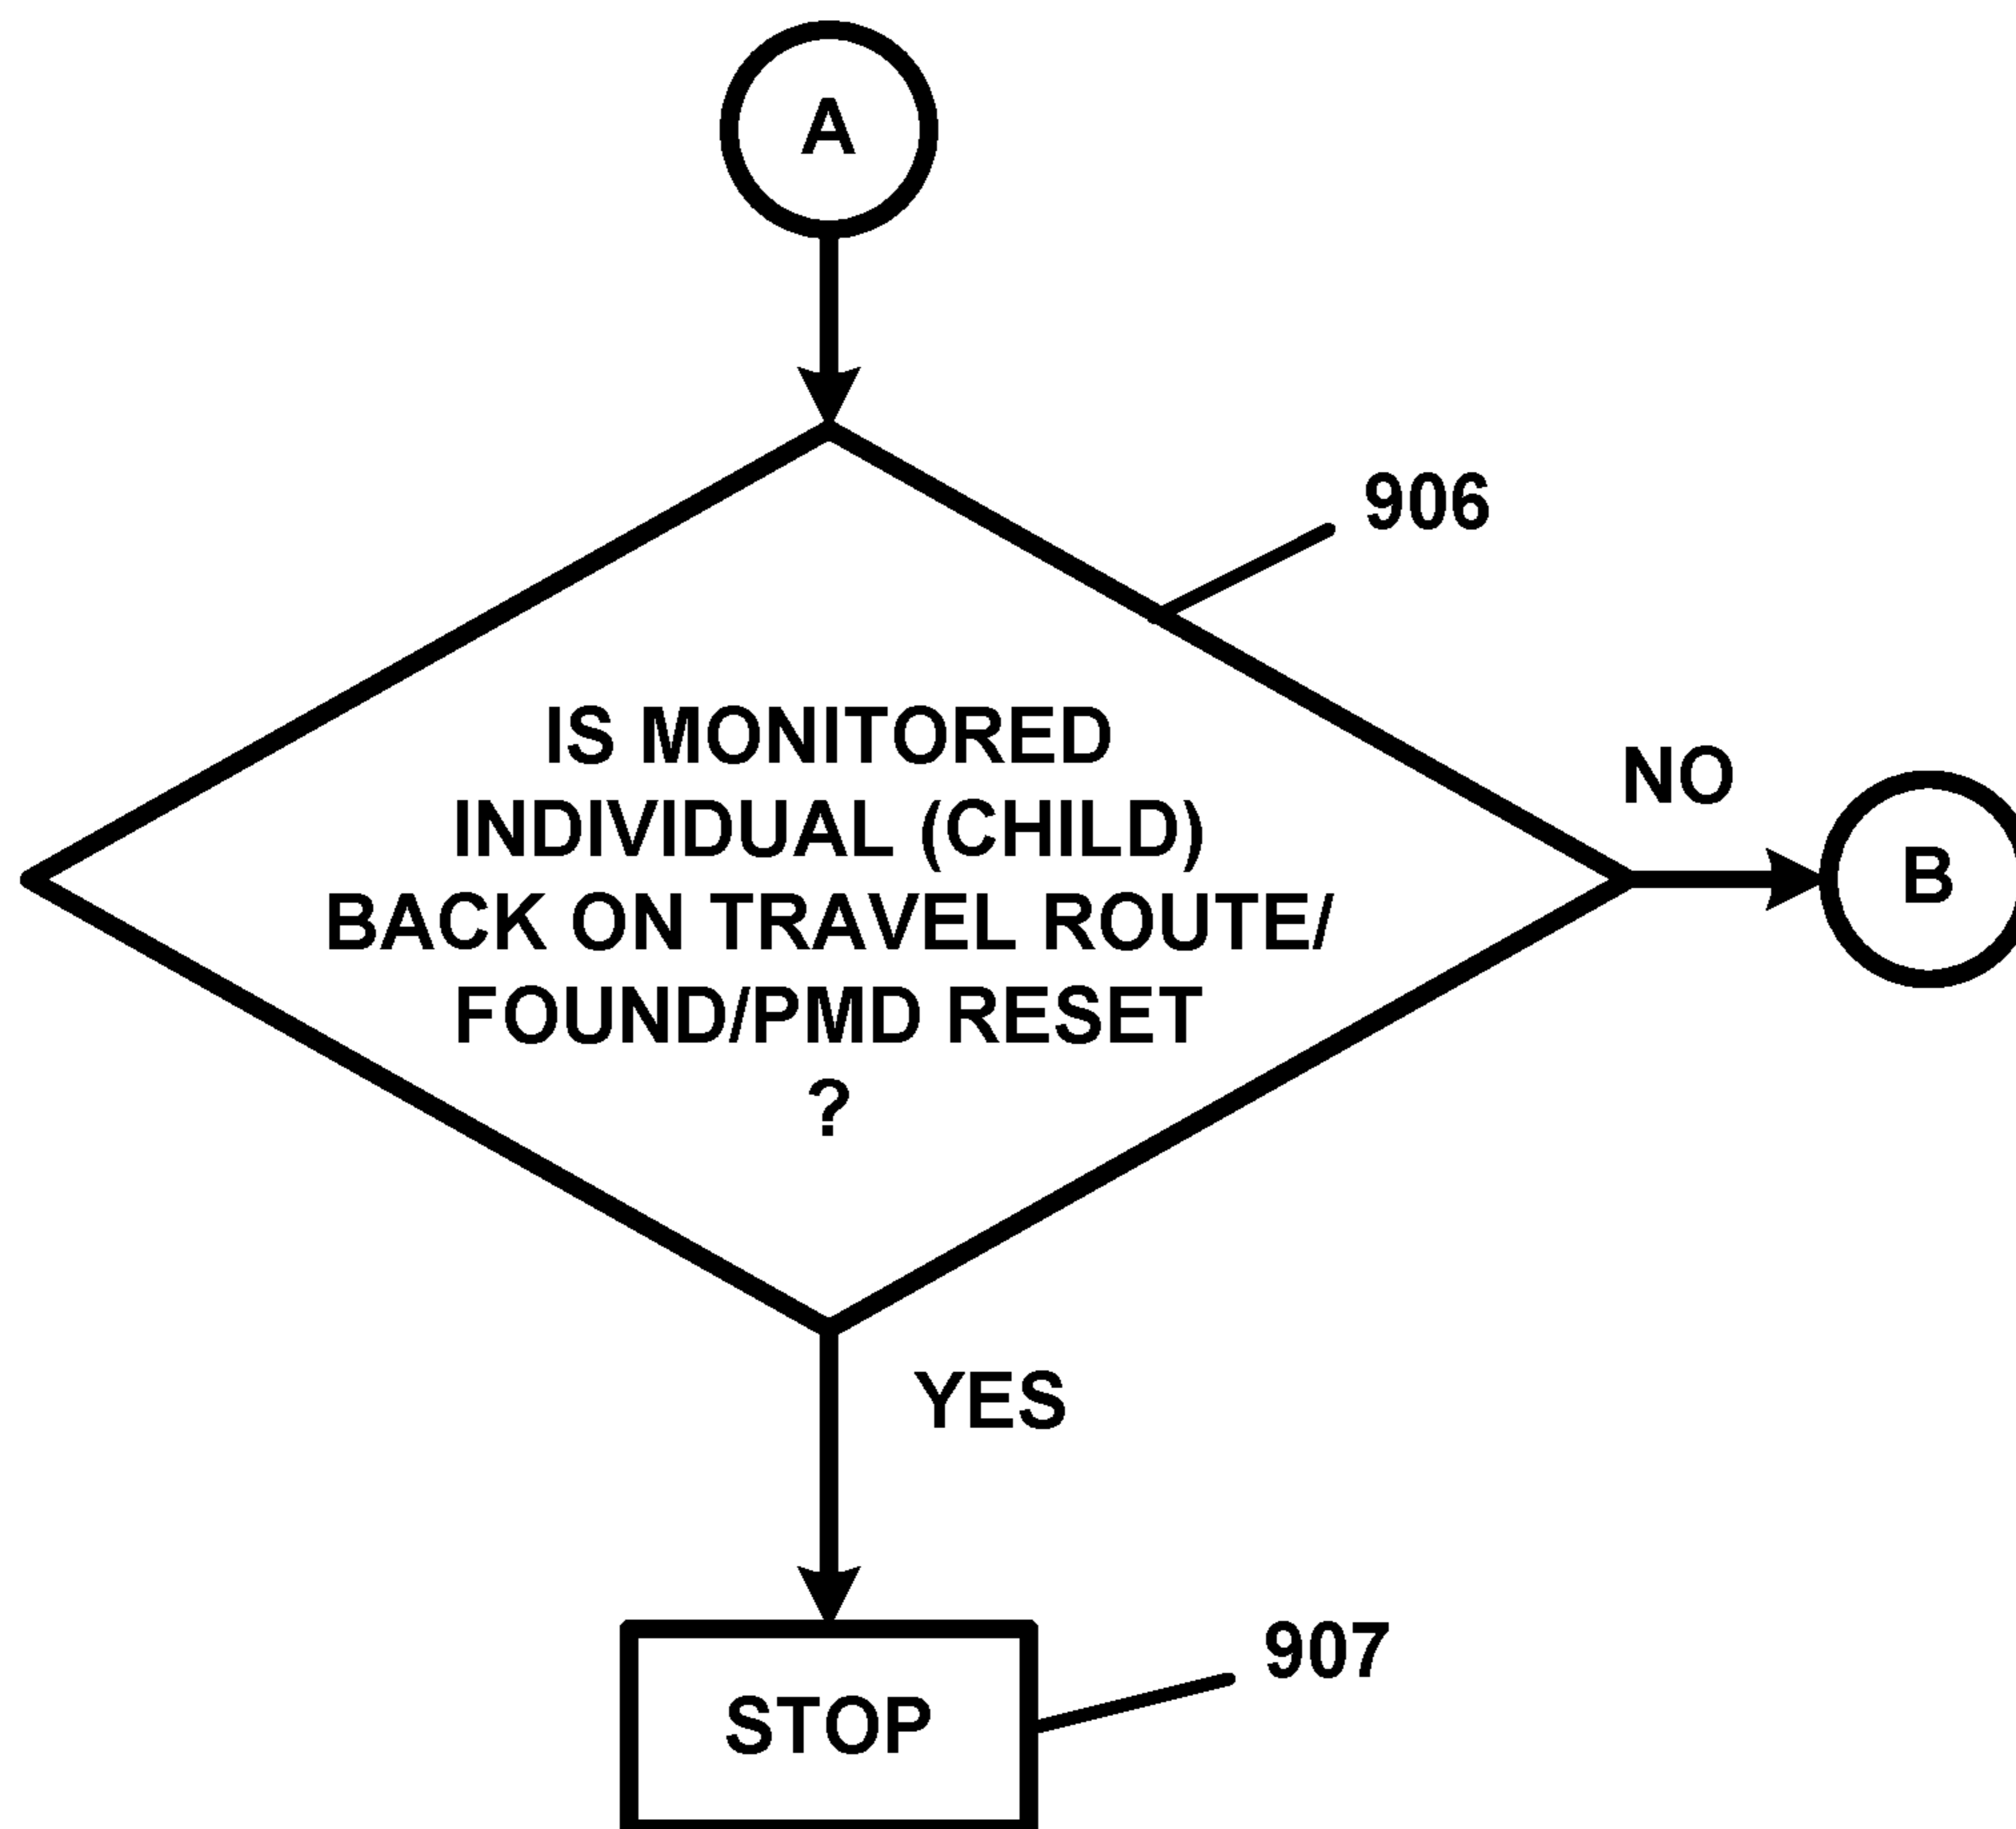 A
906
IS MONITORED
INDIVIDUAL (CHILD)
BACK ON TRAVEL ROUTE/
FOUND/PMD RESET
?
NO
B
YES
907
STOP